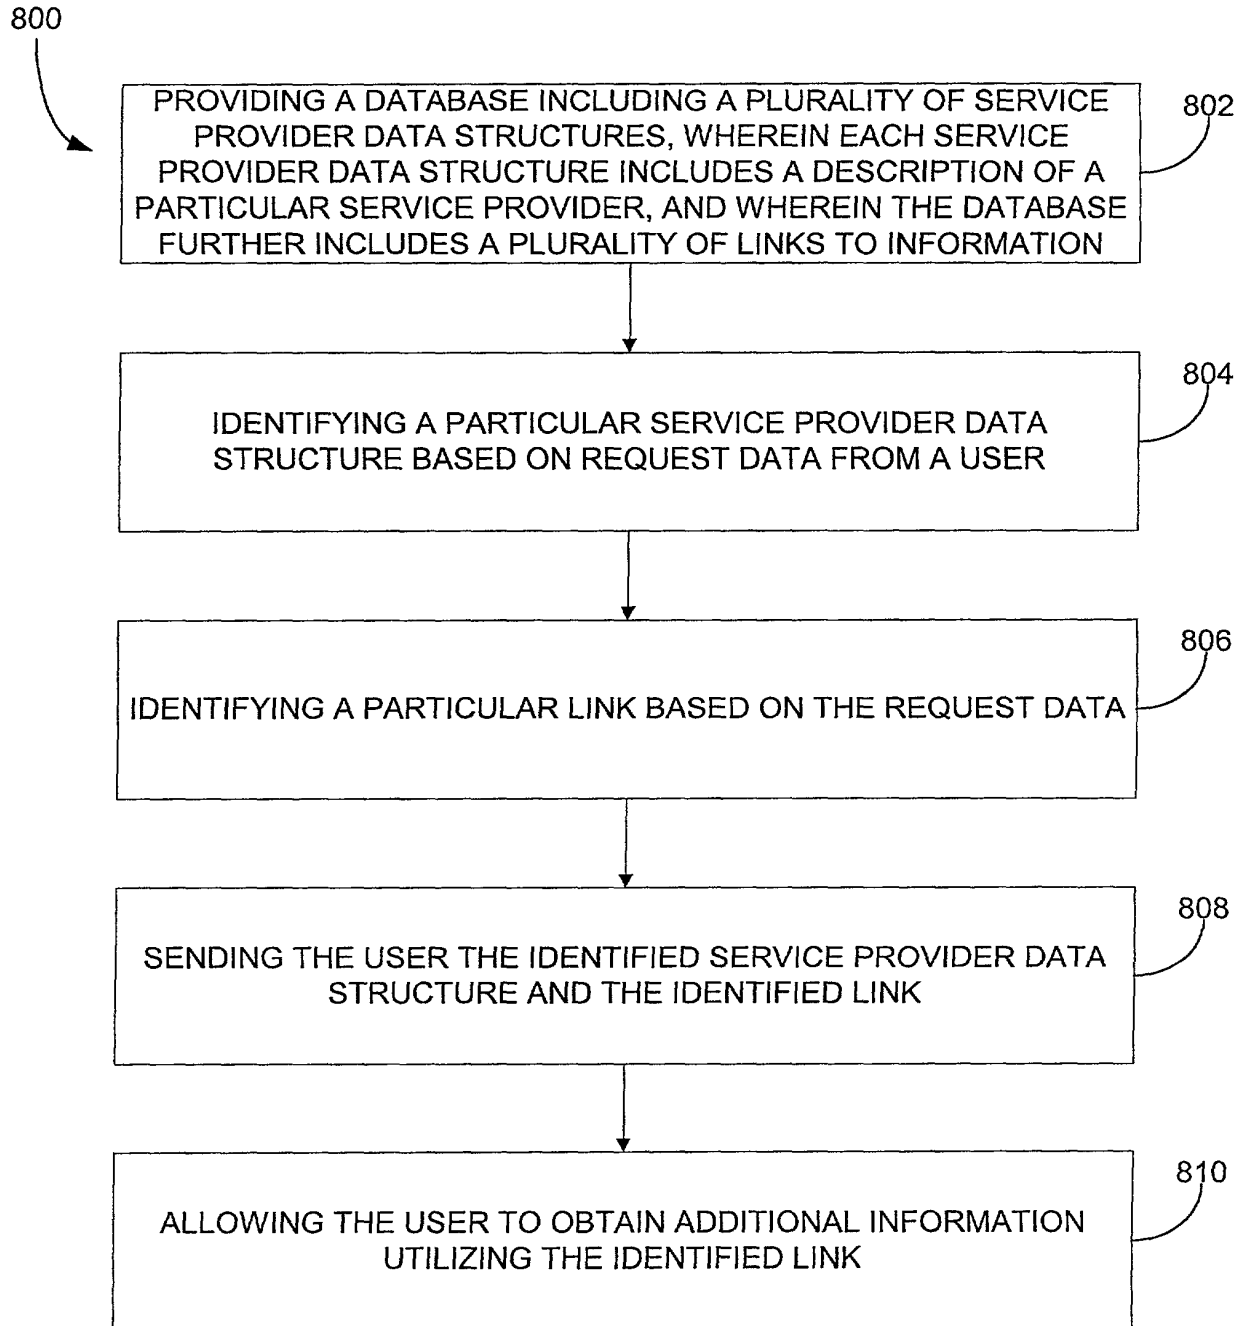 800
PROVIDING A DATABASE INCLUDING A PLURALITY OF SERVICE
PROVIDER DATA STRUCTURES, WHEREIN EACH SERVICE
PROVIDER DATA STRUCTURE INCLUDES A DESCRIPTION OF A
PARTICULAR SERVICE PROVIDER, AND WHEREIN THE DATABASE
FURTHER INCLUDES A PLURALITY OF LINKS TO INFORMATION
802
IDENTIFYING A PARTICULAR SERVICE PROVIDER DATA
STRUCTURE BASED ON REQUEST DATA FROM A USER
804
IDENTIFYING A PARTICULAR LINK BASED ON THE REQUEST DATA
806
SENDING THE USER THE IDENTIFIED SERVICE PROVIDER DATA
STRUCTURE AND THE IDENTIFIED LINK
808
ALLOWING THE USER TO OBTAIN ADDITIONAL INFORMATION
UTILIZING THE IDENTIFIED LINK
810